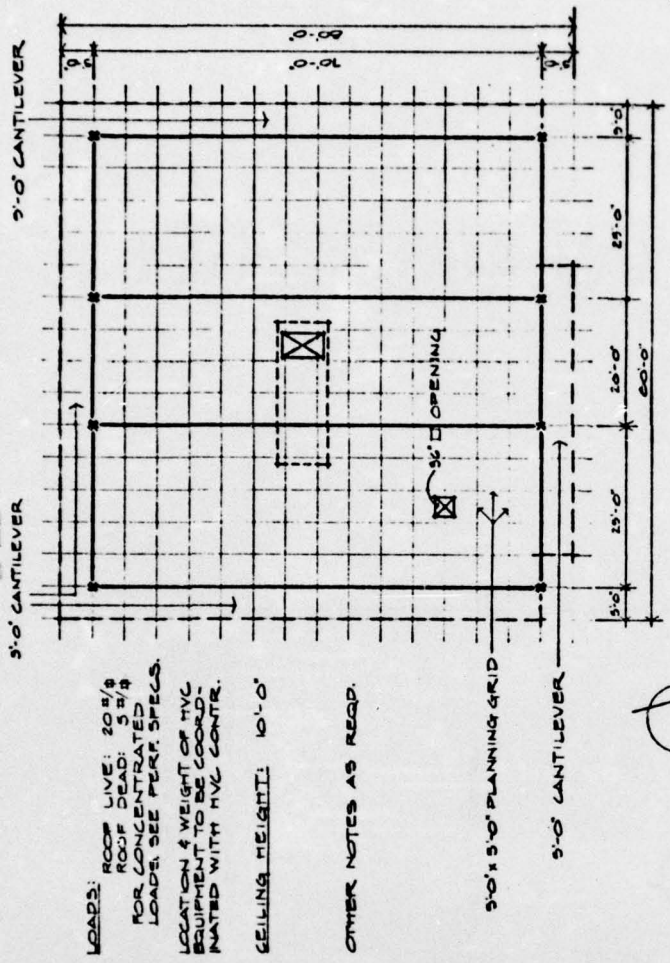 5'-0" CANTILEVER
5'-0" CANTILEVER
LOADS:
ROOF LIVE: 20 #/
ROOF DEAD: 5 #/
FOR CONCENTRATED
LOADS, SEE PERF. SPECS.
LOCATION & WEIGHT OF HVC
EQUIPMENT TO BE COORD-
INATED WITH HVC CONTR.
CEILING HEIGHT: 10'-0"
OTHER NOTES AS REQD.
5'-0" x 5'-0" PLANNING GRID
5'-0" CANTILEVER
36" □ OPENING
5'-0"
25'-0"
20'-0"
25'-0"
5'-0"
80'-0"
5'-0"
70'-0"
5'-0"
80'-0"